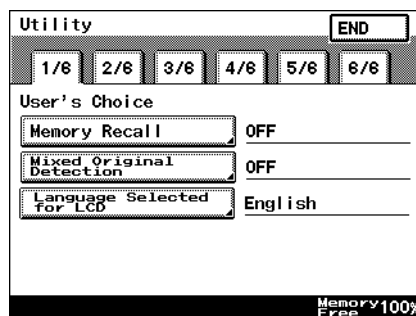 Utility
END
1/6 2/6 3/6 4/6 5/6 6/6
User's Choice
Memory Recall OFF
Mixed Original
Detection OFF
Language Selected
for LCD English
Memory
Free 100%